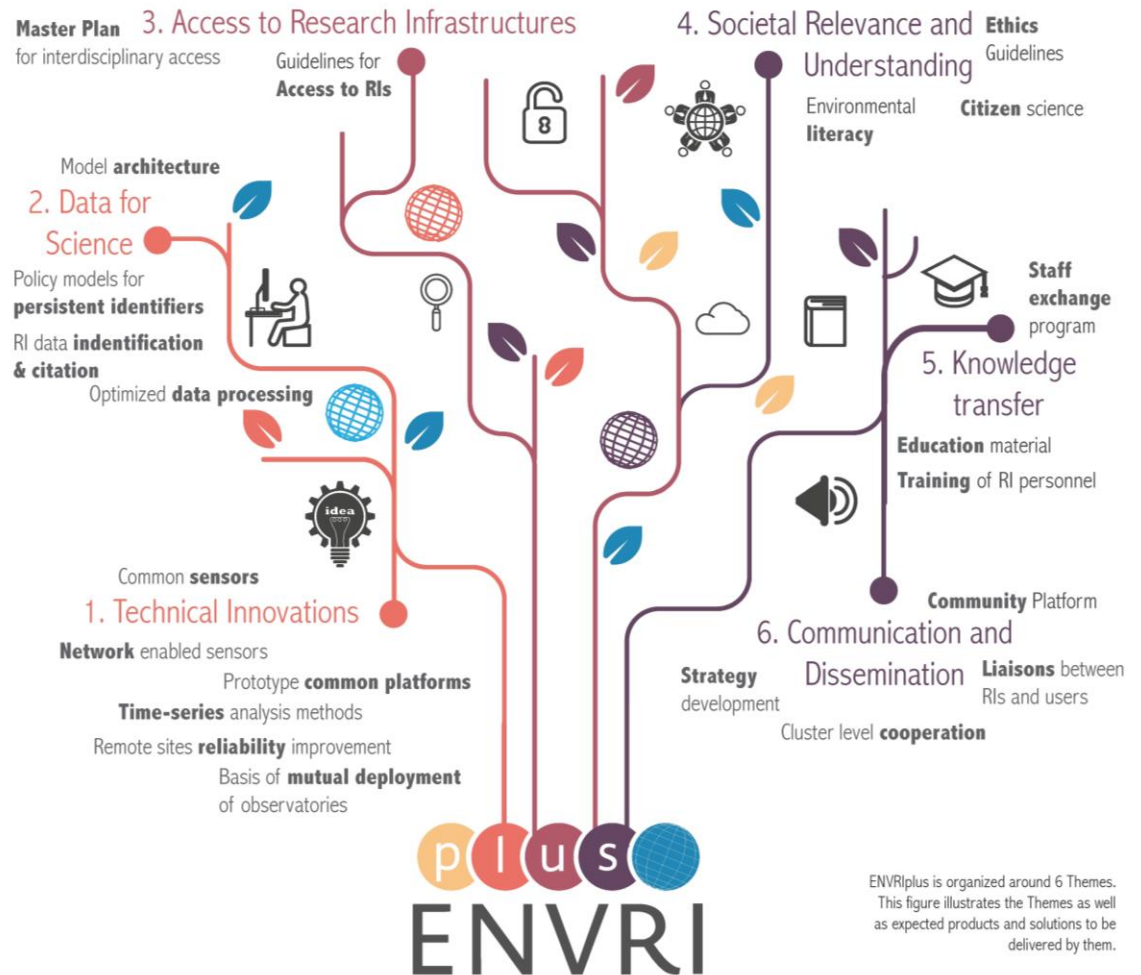 Master Plan
for interdisciplinary access
3. Access to Research Infrastructures
Guidelines for
Access to RIs
4. Societal Relevance and
Understanding
Ethics
Guidelines
Environmental
literacy
Citizen science
Model architecture
2. Data for
Science
Policy models for
persistent identifiers
RI data indentification
& citation
Optimized data processing
Staff
exchange
program
5. Knowledge
transfer
Education material
Training of RI personnel
idea
Common sensors
1. Technical Innovations
Network enabled sensors
Prototype common platforms
Time-series analysis methods
Remote sites reliability improvement
Basis of mutual deployment
of observatories
Community Platform
6. Communication and
Dissemination
Strategy
development
Liaisons between
RIs and users
Cluster level cooperation
plus
ENVRI
ENVRIplus is organized around 6 Themes.
This figure illustrates the Themes as well
as expected products and solutions to be
delivered by them.